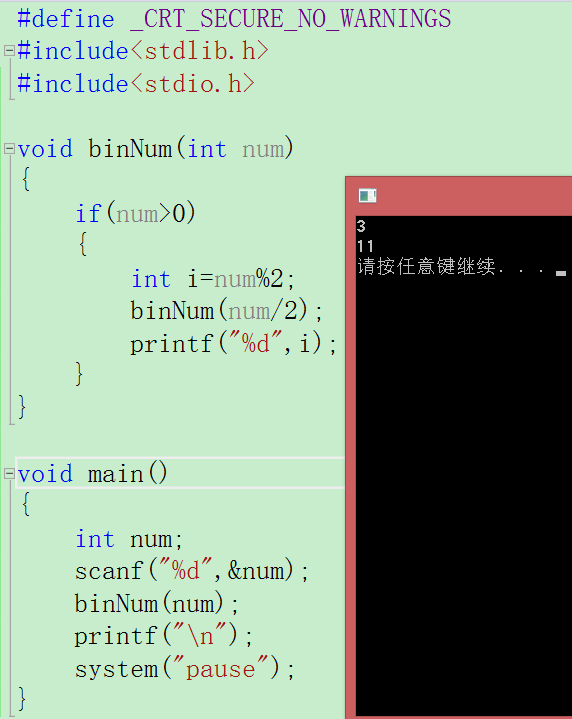 #define _CRT_SECURE_NO_WARNINGS
#include<stdlib.h>
#include<stdio.h>
void binNum(int num)
{
    if(num>0)
    {
        int i=num%2;
        binNum(num/2);
        printf("%d",i);
    }
}
void main()
{
    int num;
    scanf("%d",&num);
    binNum(num);
    printf("\n");
    system("pause");
}
3
11
请按任意键继续. . .